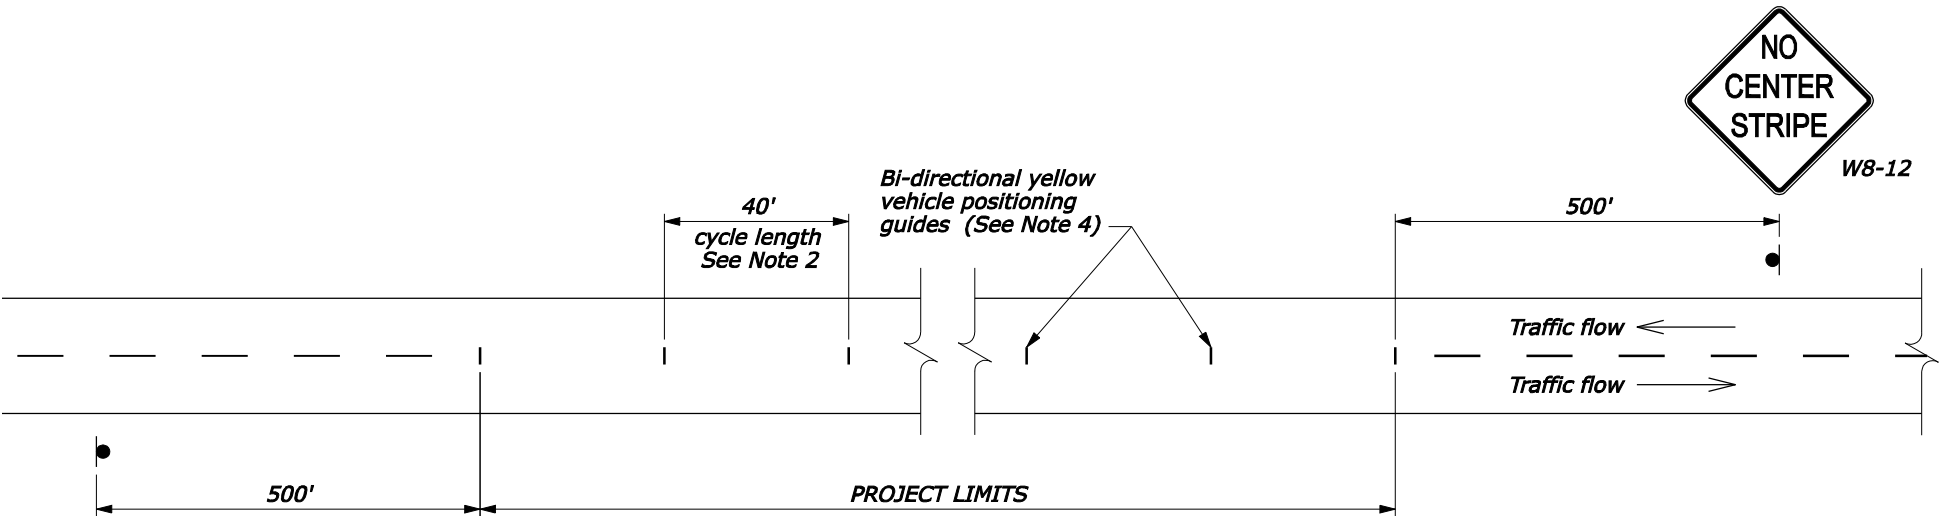 NO
CENTER
STRIPE
W8-12
Bi-directional yellow
vehicle positioning
guides (See Note 4)
40'
cycle length
See Note 2
500'
Traffic flow
Traffic flow
500'
PROJECT LIMITS